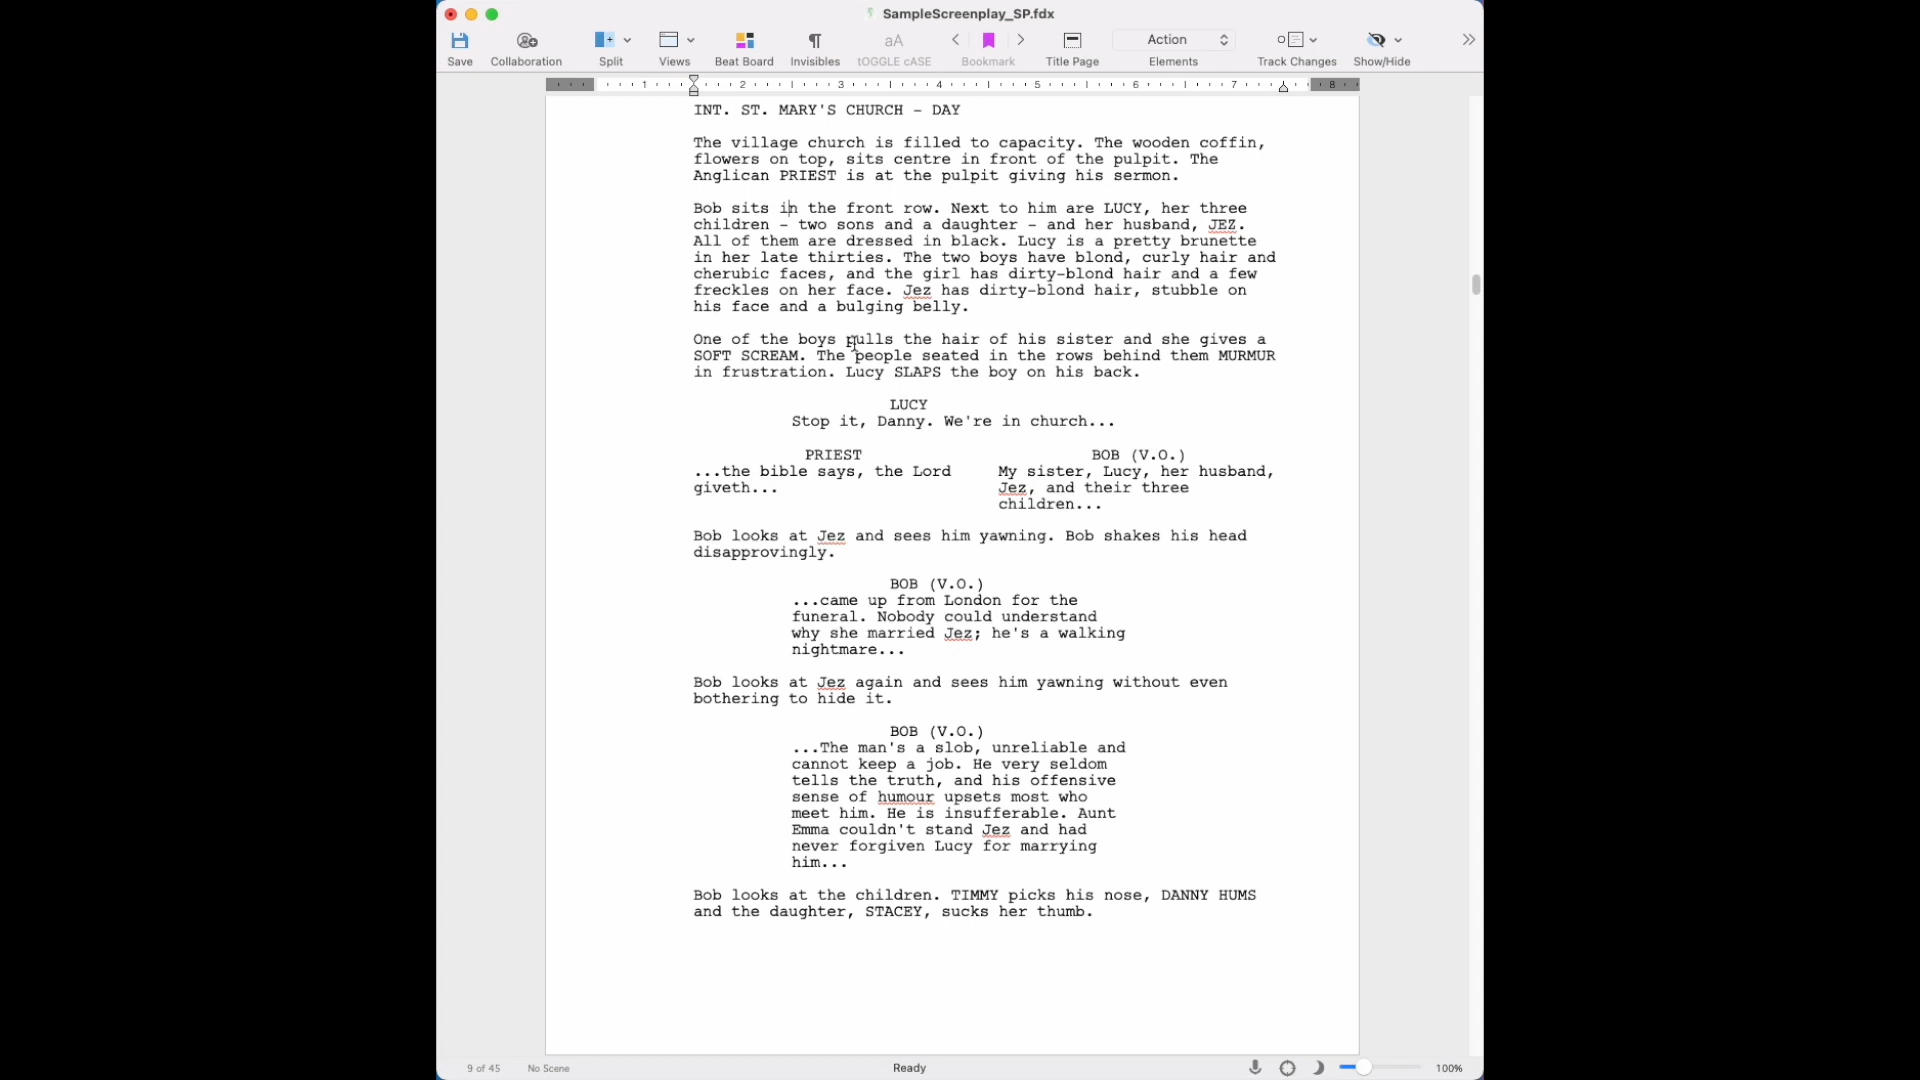 SampleScreenplay_SP.fdx
Save
Collaboration
Split
Views
Beat Board
Invisibles
aA
tOGGLE cASE
Bookmark
Title Page
Action
Elements
Track Changes
Show/Hide
1 2 3 4 5 6 7 8
INT. ST. MARY'S CHURCH - DAY
The village church is filled to capacity. The wooden coffin,
flowers on top, sits centre in front of the pulpit. The
Anglican PRIEST is at the pulpit giving his sermon.
Bob sits in the front row. Next to him are LUCY, her three
children - two sons and a daughter - and her husband, JEZ.
All of them are dressed in black. Lucy is a pretty brunette
in her late thirties. The two boys have blond, curly hair and
cherubic faces, and the girl has dirty-blond hair and a few
freckles on her face. Jez has dirty-blond hair, stubble on
his face and a bulging belly.
One of the boys pulls the hair of his sister and she gives a
SOFT SCREAM. The people seated in the rows behind them MURMUR
in frustration. Lucy SLAPS the boy on his back.
LUCY
Stop it, Danny. We're in church...
PRIEST
...the bible says, the Lord
giveth...
BOB (V.O.)
My sister, Lucy, her husband,
Jez, and their three
children...
Bob looks at Jez and sees him yawning. Bob shakes his head
disapprovingly.
BOB (V.O.)
...came up from London for the
funeral. Nobody could understand
why she married Jez; he's a walking
nightmare...
Bob looks at Jez again and sees him yawning without even
bothering to hide it.
BOB (V.O.)
...The man's a slob, unreliable and
cannot keep a job. He very seldom
tells the truth, and his offensive
sense of humour upsets most who
meet him. He is insufferable. Aunt
Emma couldn't stand Jez and had
never forgiven Lucy for marrying
him...
Bob looks at the children. TIMMY picks his nose, DANNY HUMS
and the daughter, STACEY, sucks her thumb.
9 of 45
No Scene
Ready
100%